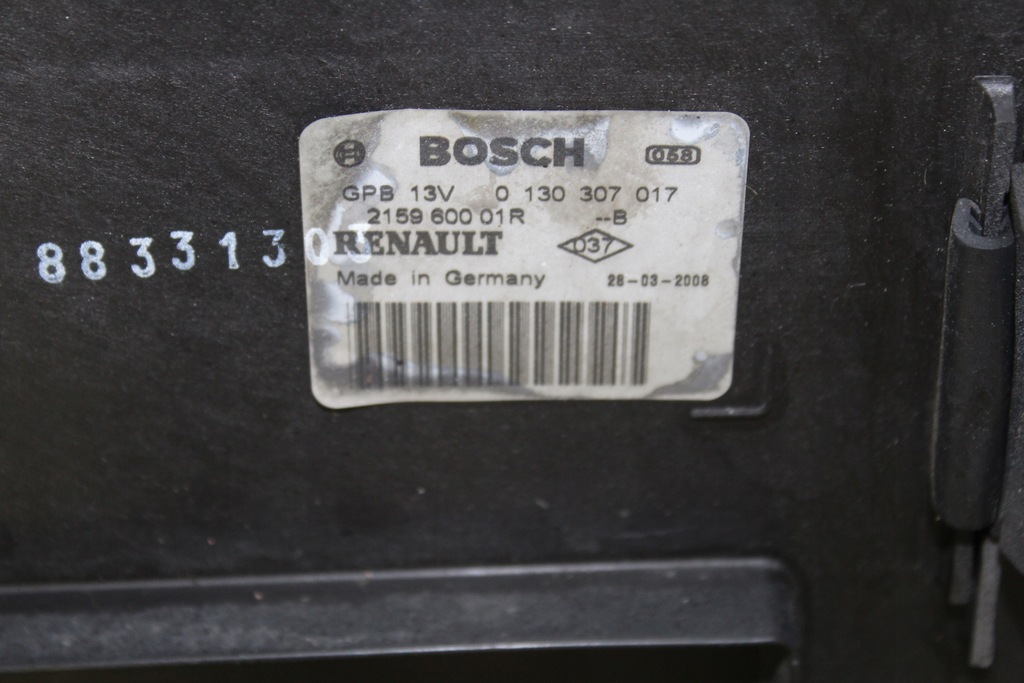 BOSCH 058
GPB 13V 0 130 307 017
2159 600 01R --B
RENAULT 037
Made in Germany 28-03-2008
8833130